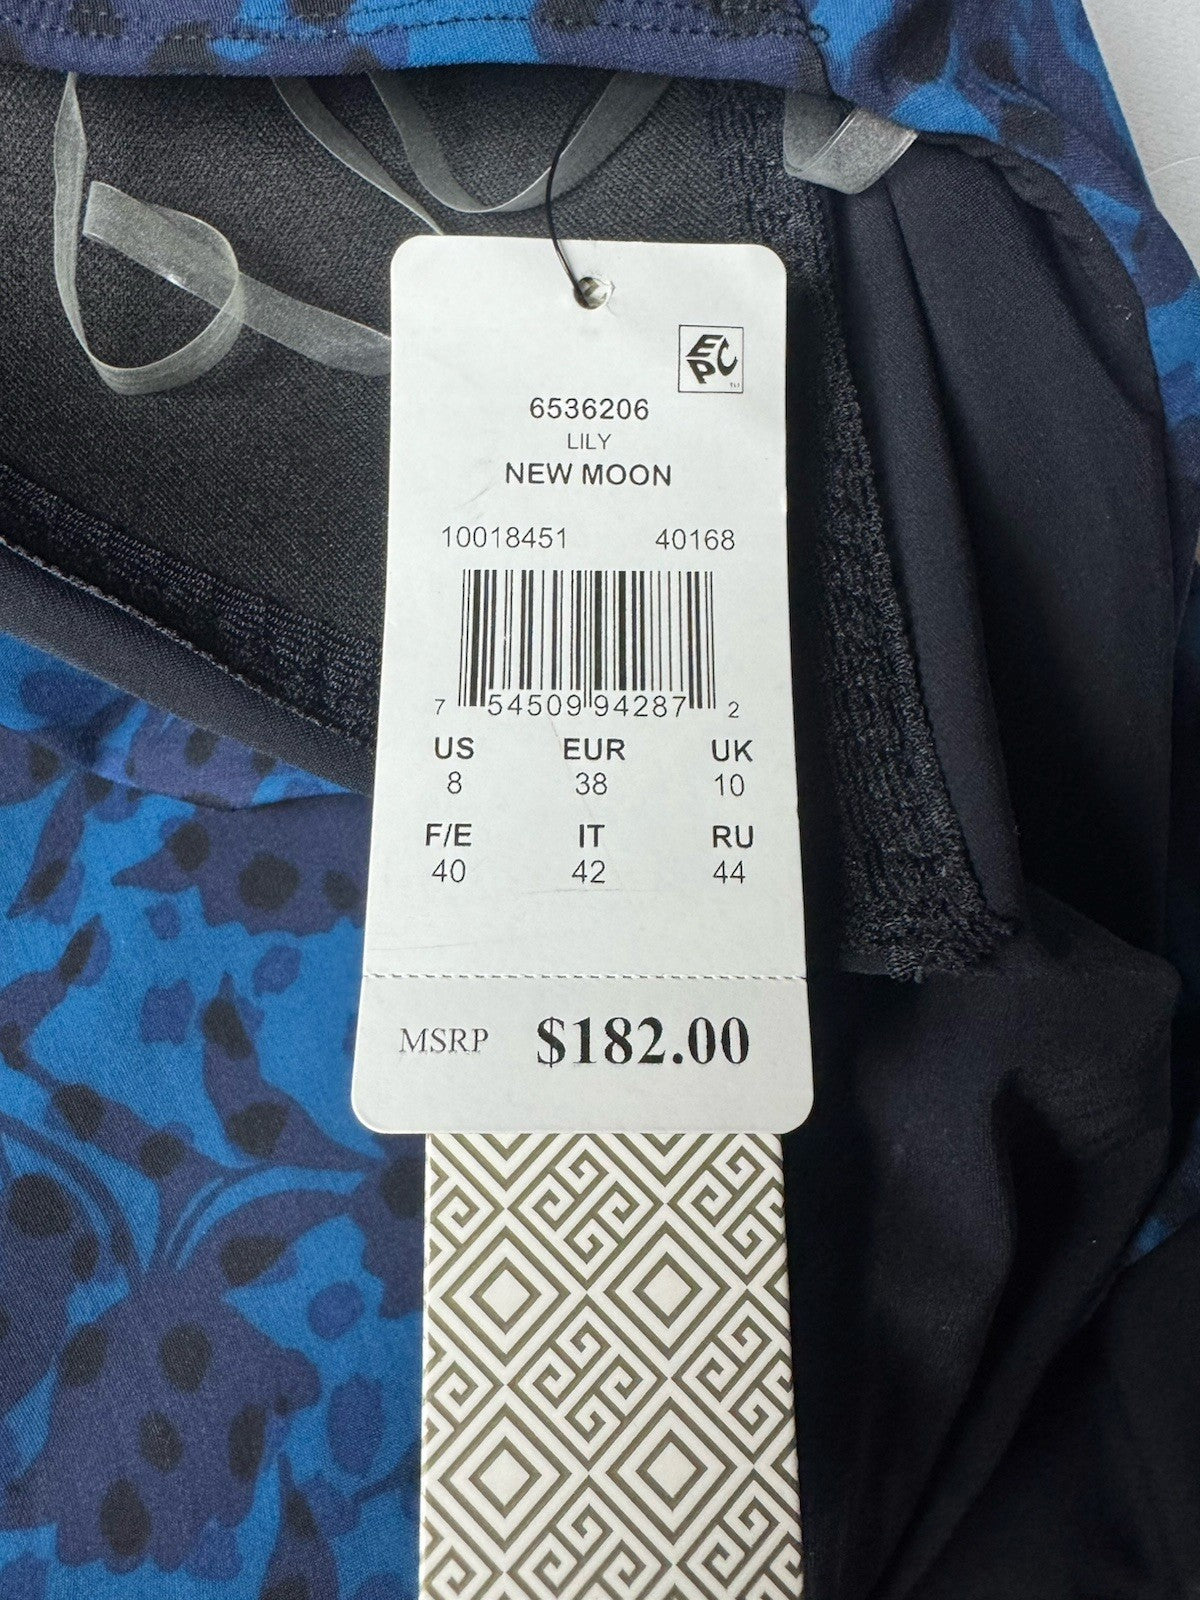 EPC
6536206
LILY
NEW MOON
10018451 40168
7 54509 94287 2
US EUR UK
8 38 10
F/E IT RU
40 42 44
MSRP $182.00